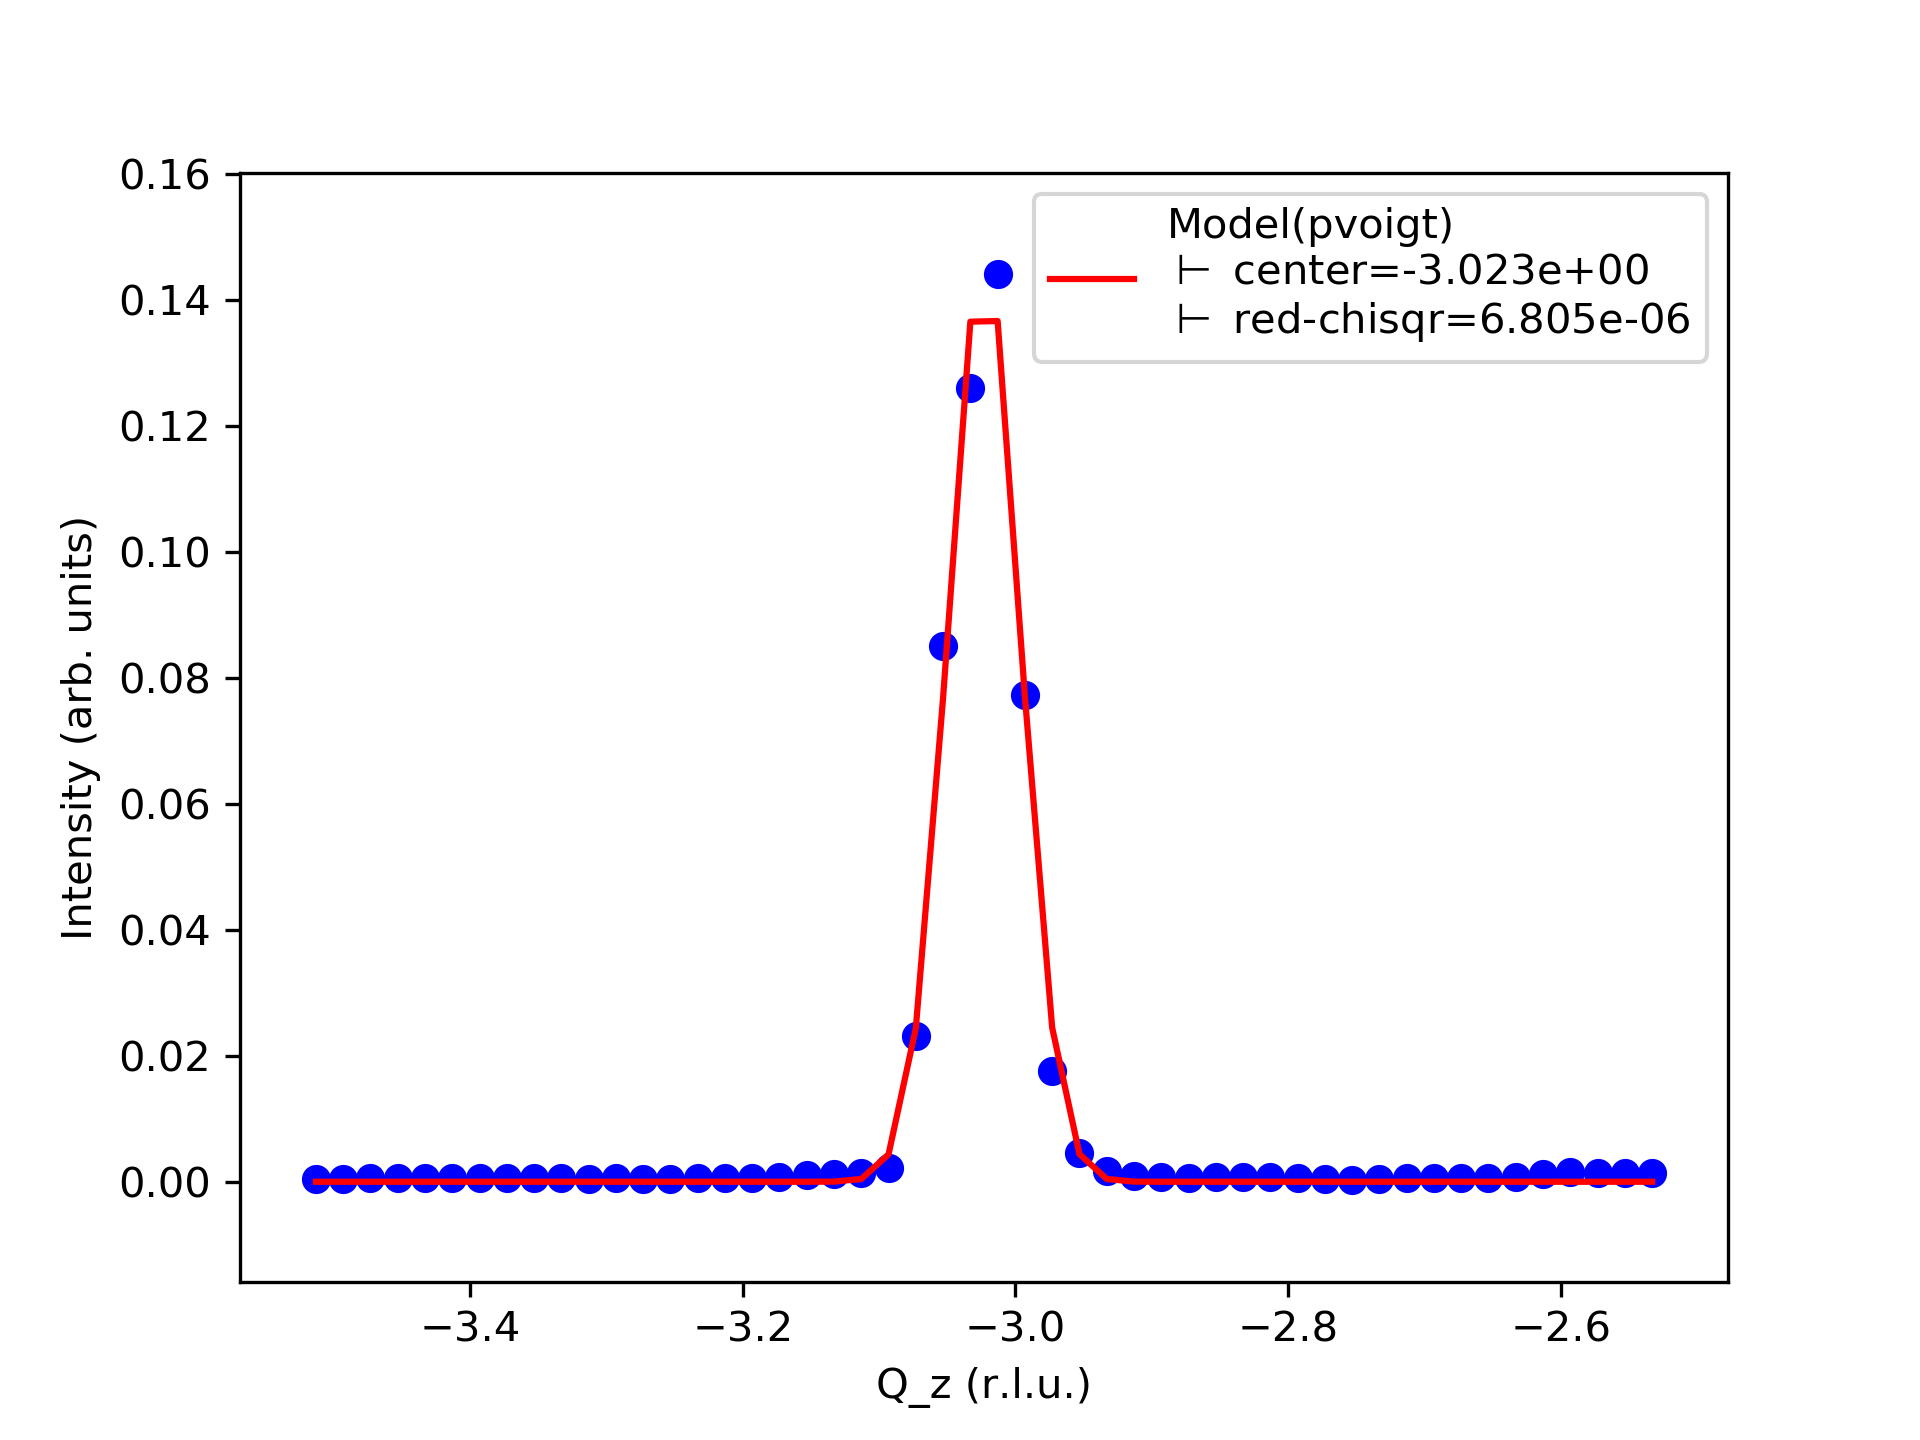 0.16
0.14
0.12
0.10
0.08
0.06
0.04
0.02
0.00
Intensity (arb. units)
Model(pvoigt)
⊢ center=-3.023e+00
⊢ red-chisqr=6.805e-06
−3.4
−3.2
−3.0
−2.8
−2.6
Q_z (r.l.u.)